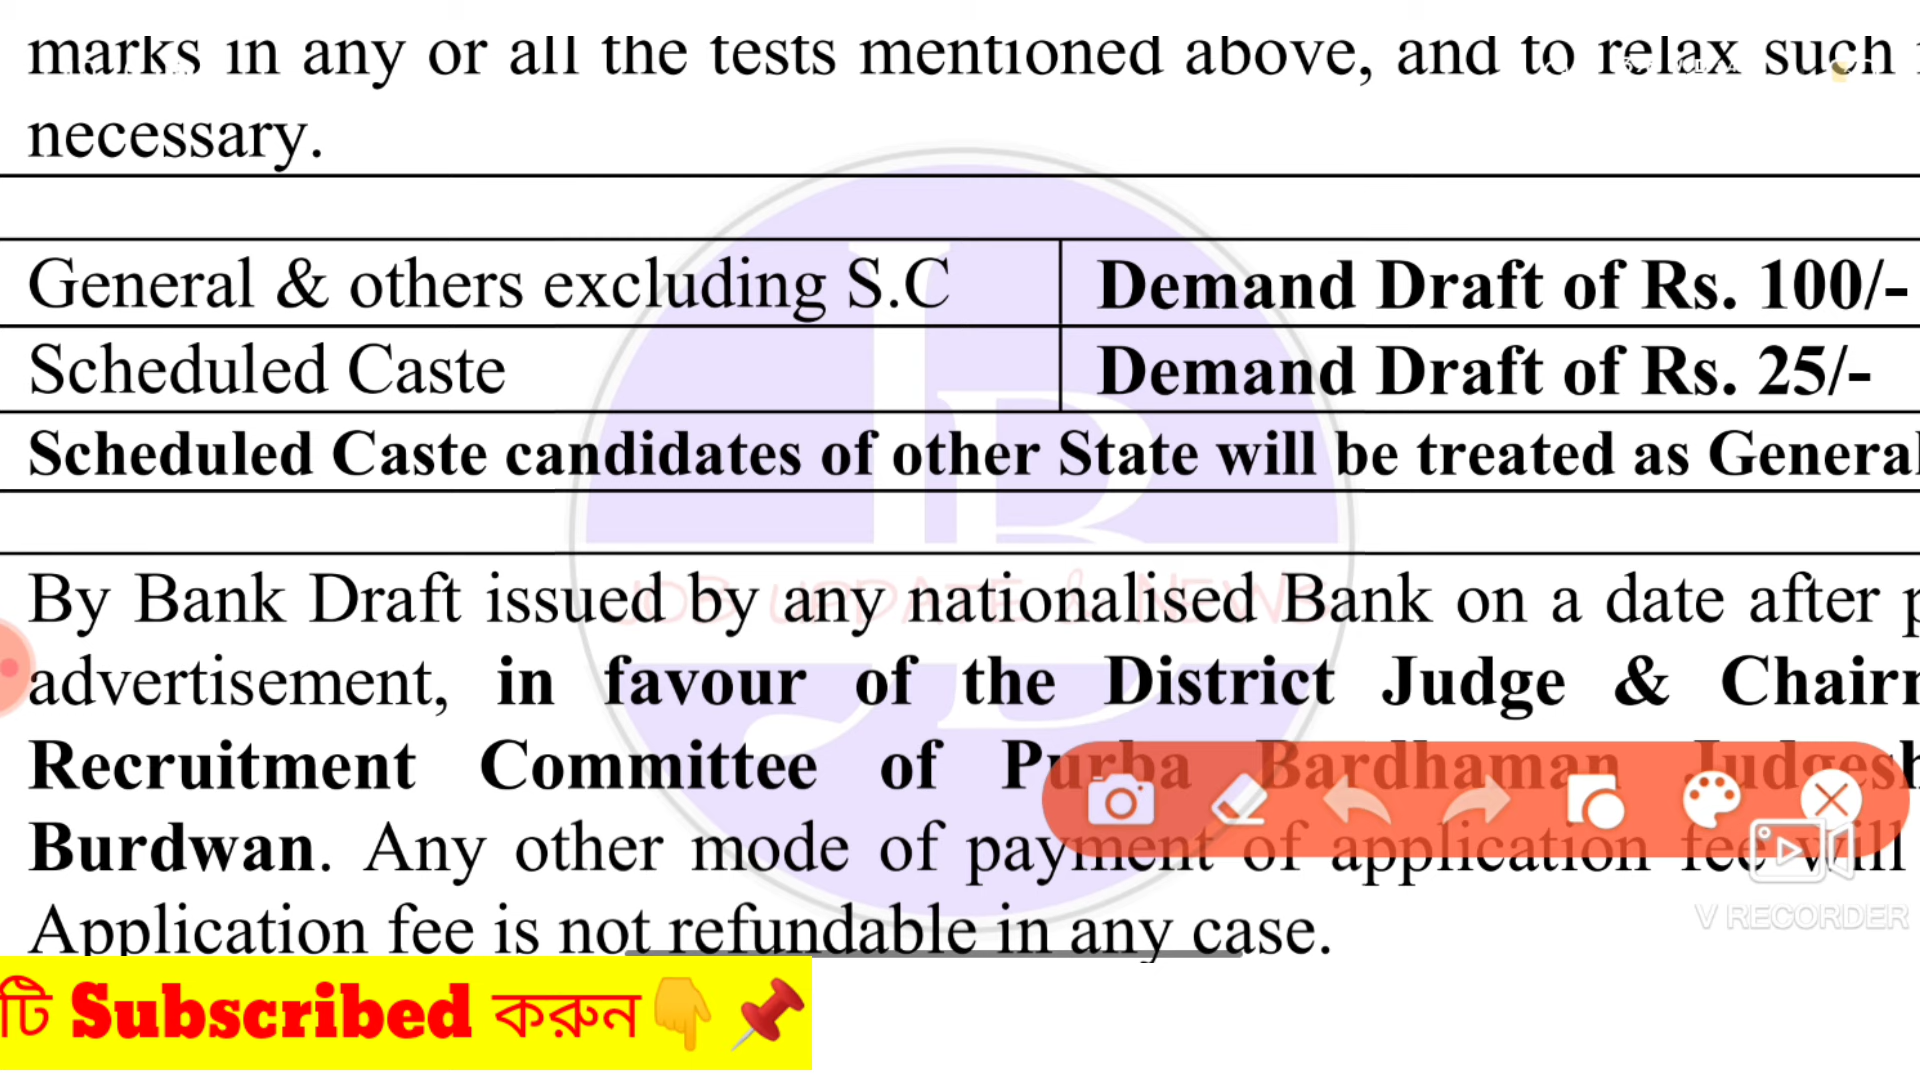 marks in any or all the tests mentioned above, and to relax such
necessary.
General & others excluding S.C Demand Draft of Rs. 100/-
Scheduled Caste Demand Draft of Rs. 25/-
Scheduled Caste candidates of other State will be treated as General
JOB UPDATE & NEWS
By Bank Draft issued by any nationalised Bank on a date after
advertisement, in favour of the District Judge &
Recruitment Committee of Purba Bardhaman
Burdwan. Any other mode of payment of application fee will
V RECORDER
Application fee is not refundable in any case.
টি Subscribed করুন👇📌